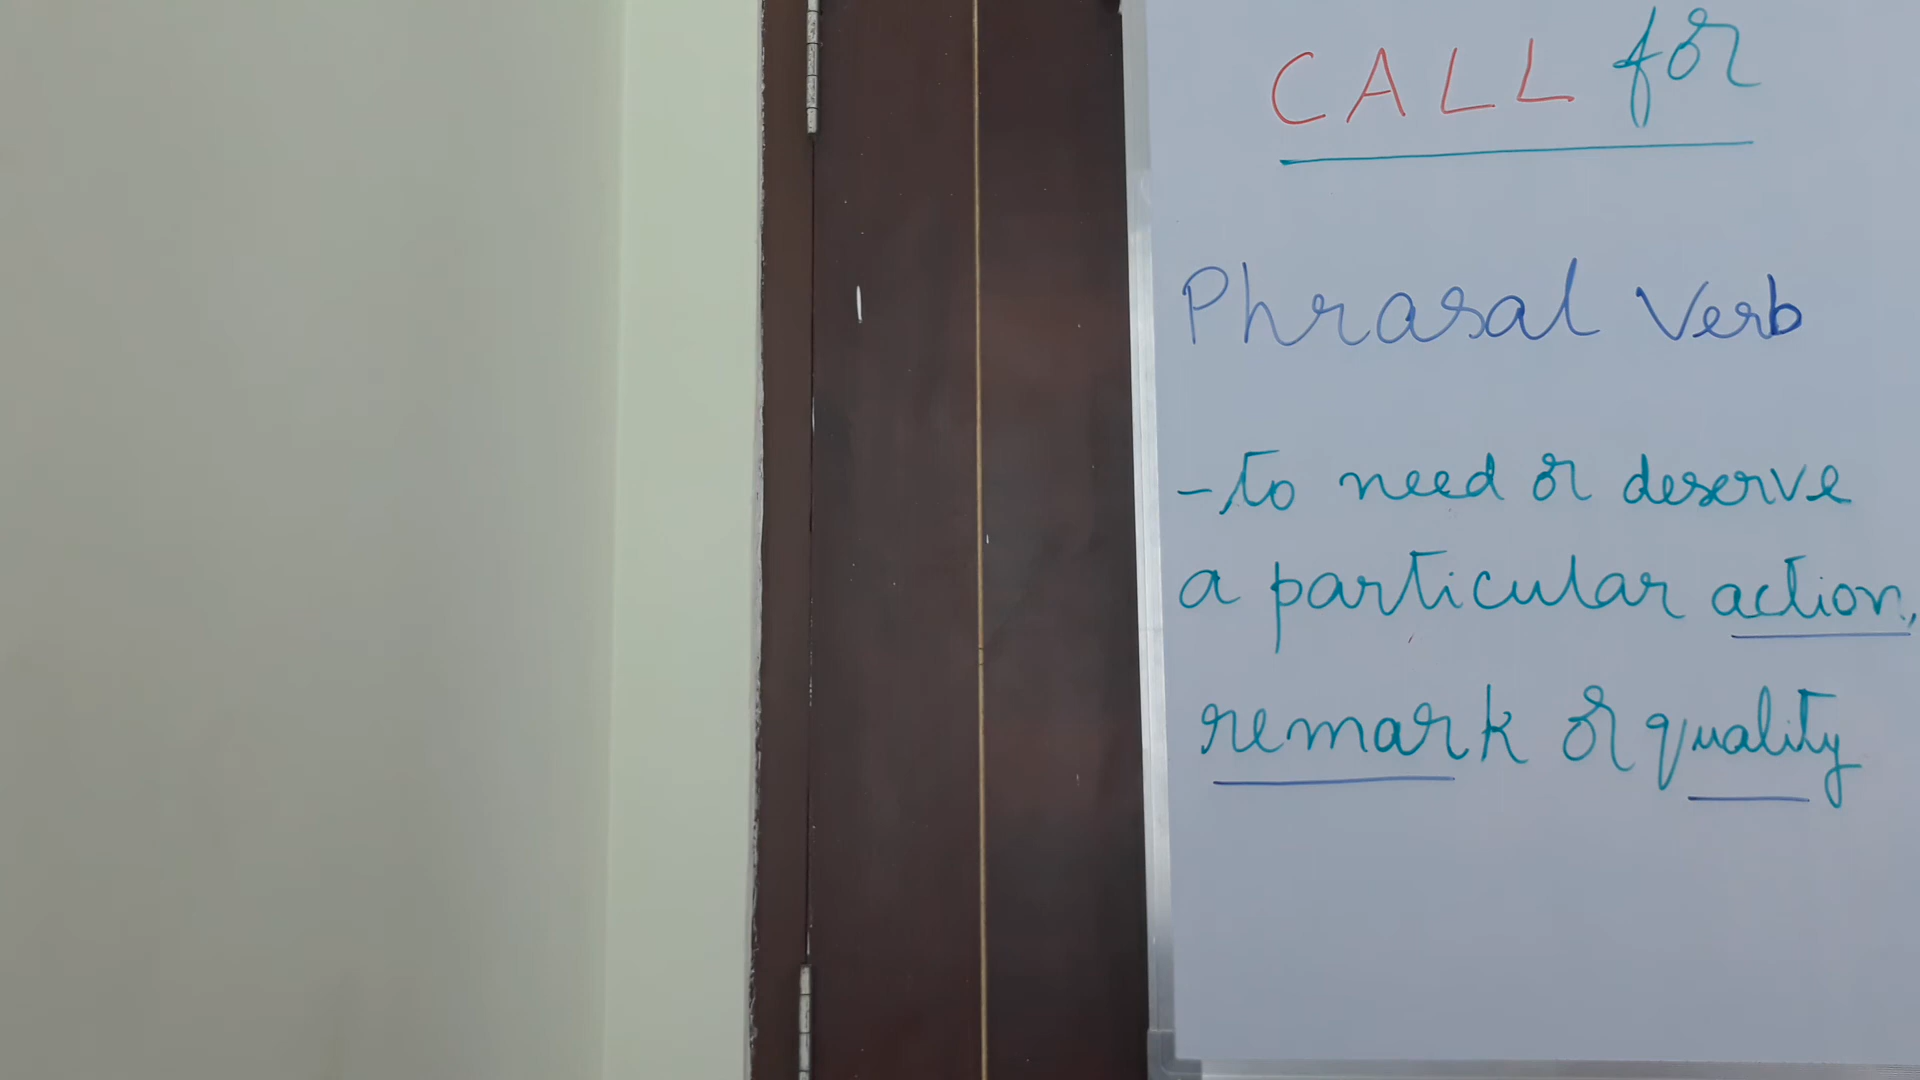 CALL for
Phrasal Verb
- to need or deserve
a particular action,
remark or quality